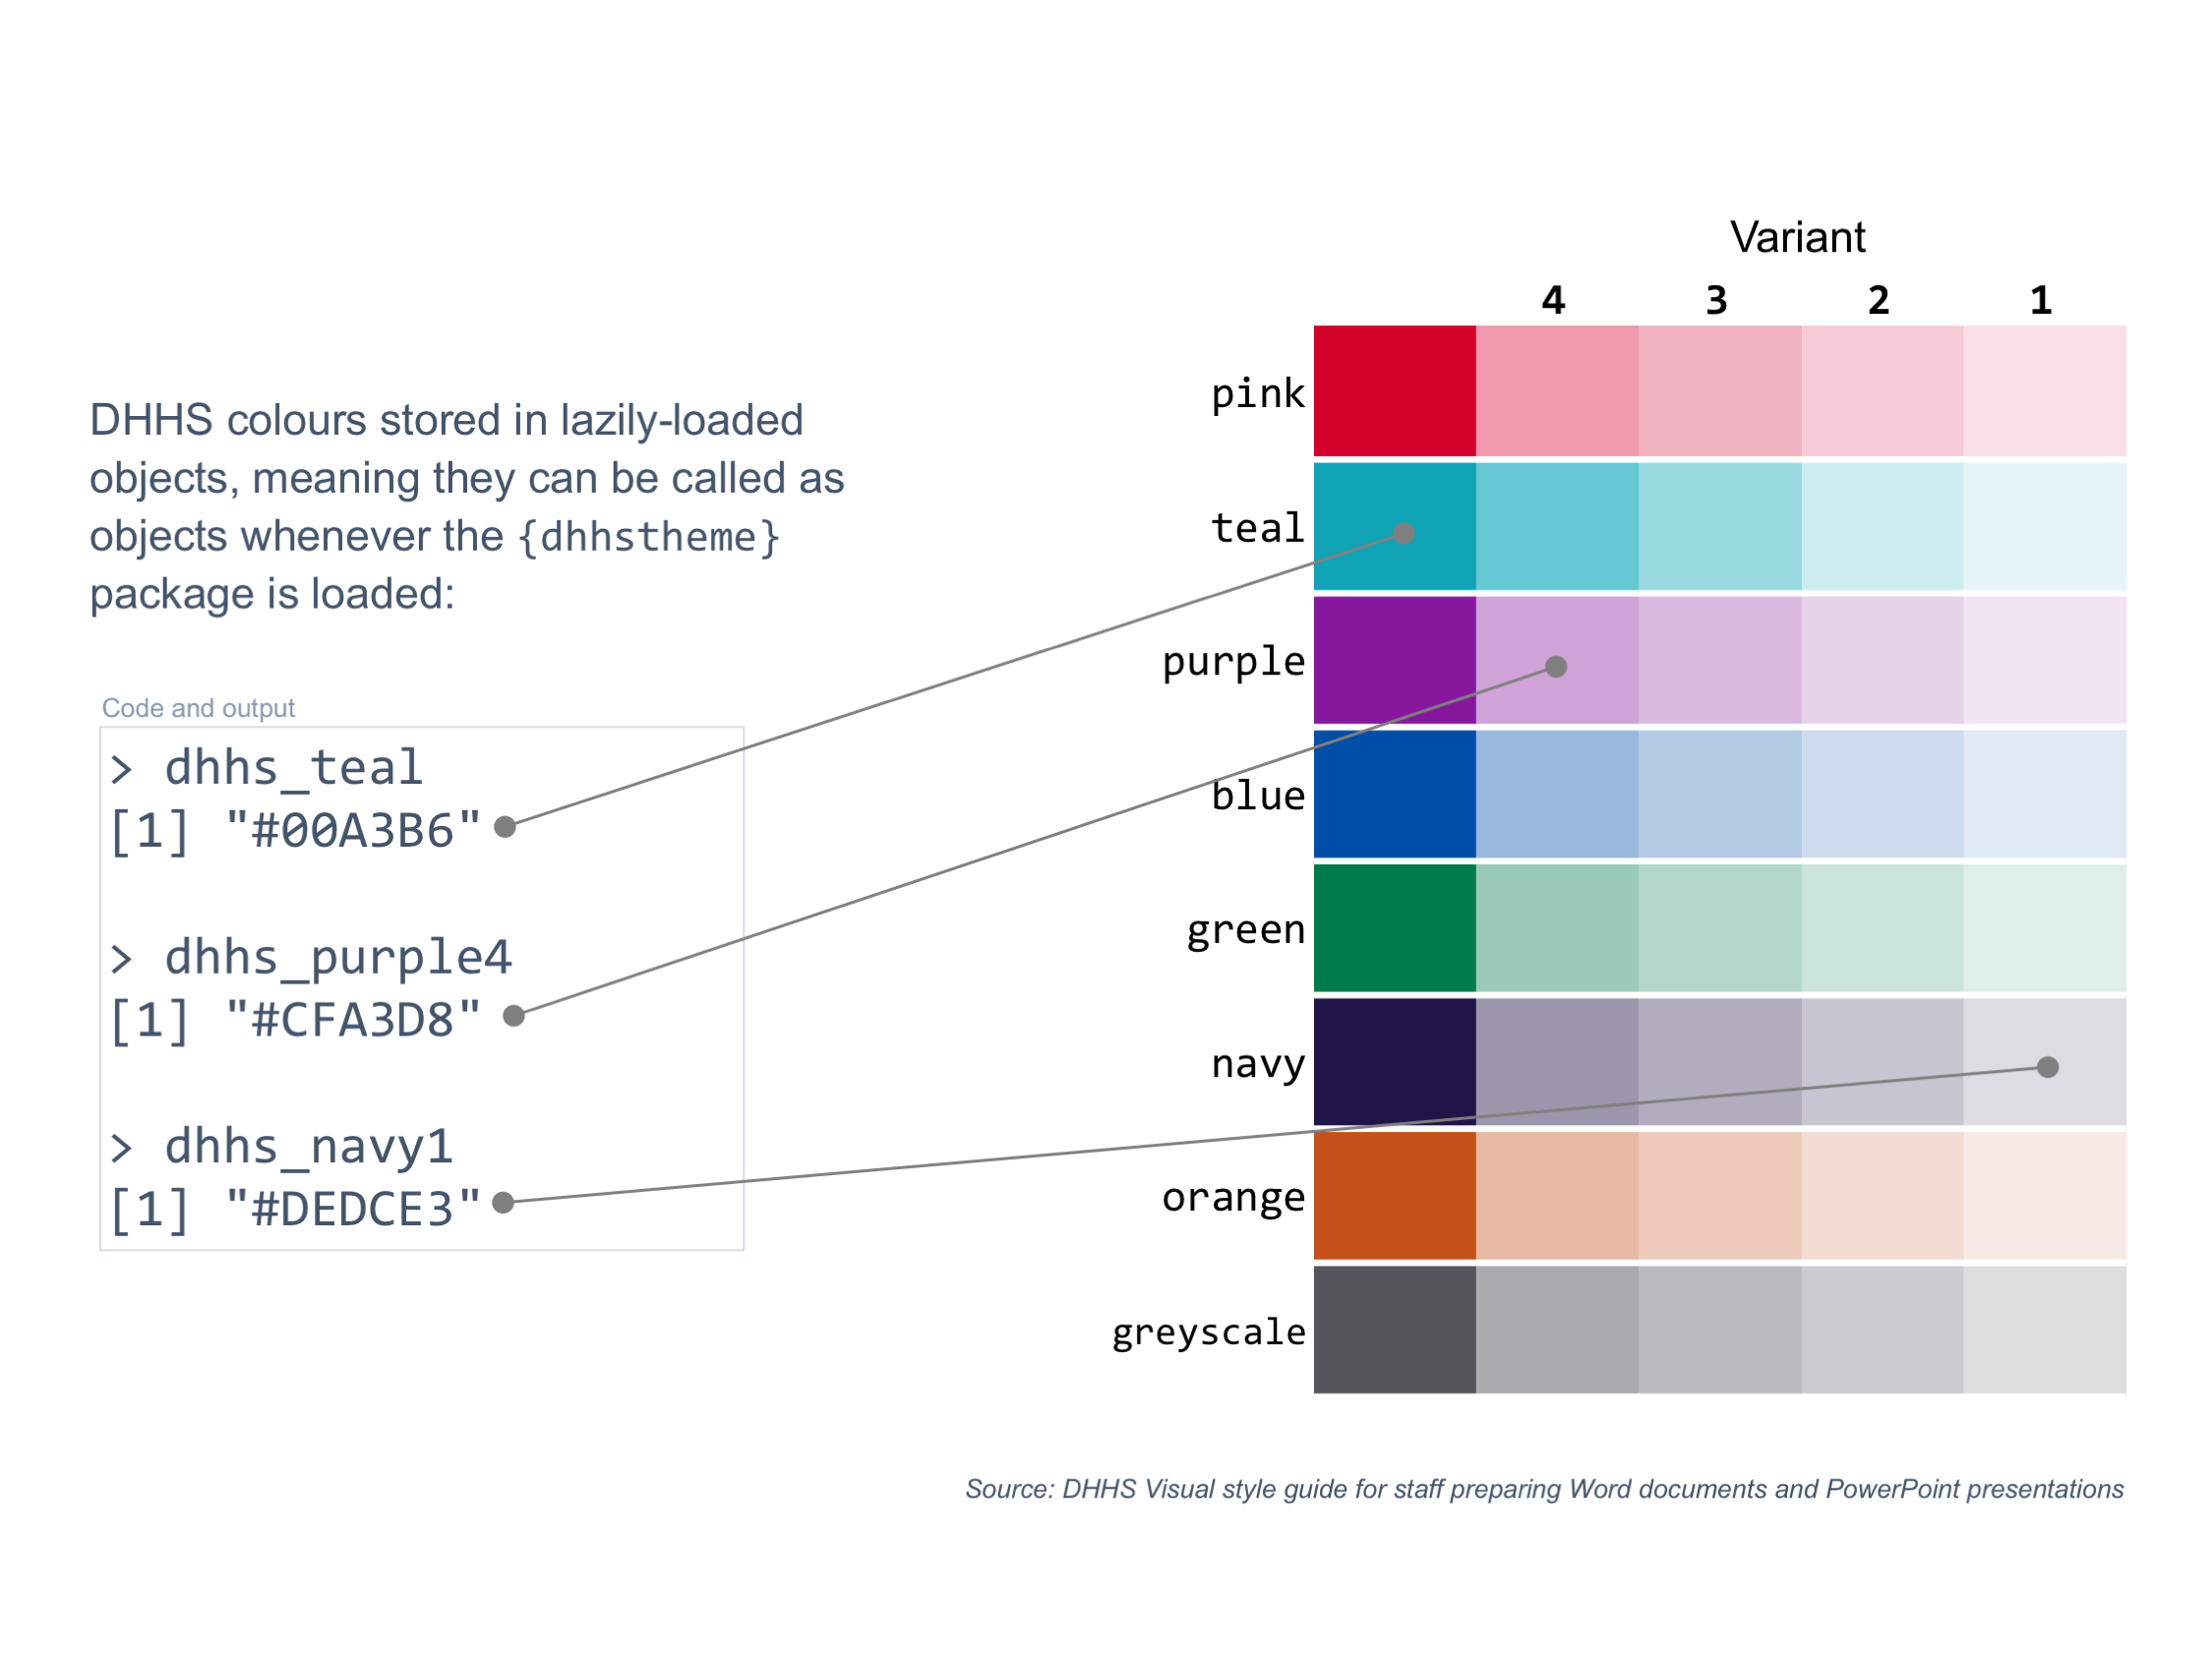 DHHS colours stored in lazily-loaded
objects, meaning they can be called as
objects whenever the {dhhstheme}
package is loaded:
Code and output
> dhhs_teal
[1] "#00A3B6"
> dhhs_purple4
[1] "#CFA3D8"
> dhhs_navy1
[1] "#DEDCE3"
Variant
4 3 2 1
pink
teal
purple
blue
green
navy
orange
greyscale
Source: DHHS Visual style guide for staff preparing Word documents and PowerPoint presentations